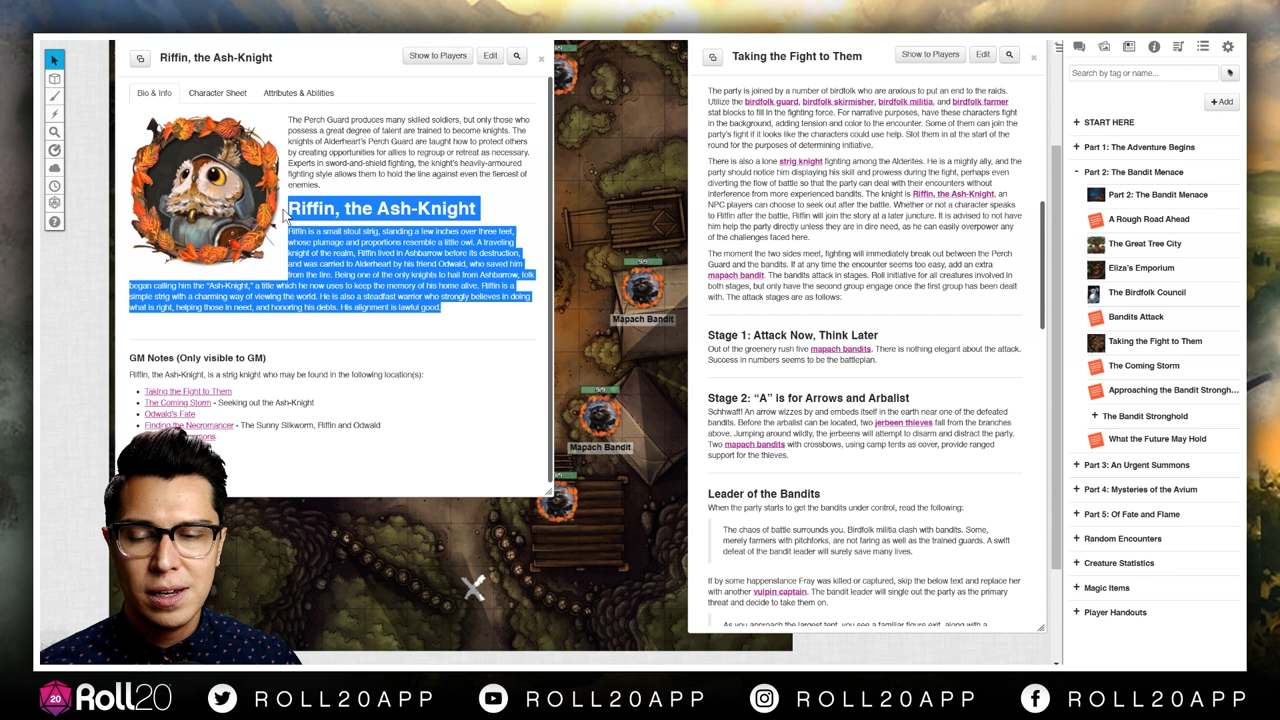 Riffin, the Ash-Knight
Show to Players
Edit
Bio & Info
Character Sheet
Attributes & Abilities
The Perch Guard produces many skilled soldiers, but only those who
possess a great degree of talent are trained to become knights. The
knights of Alderheart's Perch Guard are taught how to protect others
by creating opportunities for allies to regroup or retreat as necessary.
Experts in sword-and-shield fighting, the knight's heavily-armoured
fighting style allows them to hold the line against even the fiercest of
enemies.
Riffin, the Ash-Knight
Riffin is a small stout strig, standing a few inches over three feet,
whose plumage and proportions resemble a little owl. A traveling
knight of the realm, Riffin lived in Ashbarrow before its destruction,
and was carried to Alderheart by his friend Odwald, who saved him
from the fire. Being one of the only knights to hail from Ashbarrow, folk
began calling him the "Ash-Knight," a title which he now uses to keep the memory of his home alive. Riffin is a
simple strig with a charming way of viewing the world. He is also a steadfast warrior who strongly believes in doing
what is right, helping those in need, and honoring his debts. His alignment is lawful good.
GM Notes (Only visible to GM)
Riffin, the Ash-Knight, is a strig knight who may be found in the following location(s):
• Taking the Fight to Them
• The Coming Storm - Seeking out the Ash-Knight
• Odwald's Fate
• Finding the Necromancer - The Sunny Silkworm, Riffin and Odwald
9/9
Mapach Bandit
9/9
Mapach Bandit
Taking the Fight to Them
Show to Players
Edit
The party is joined by a number of birdfolk who are anxious to put an end to the raids.
Utilize the birdfolk guard, birdfolk skirmisher, birdfolk militia, and birdfolk farmer
stat blocks to fill in the fighting force. For narrative purposes, have these characters fight
in the background, adding tension and color to the encounter. Some of them can join the
party's fight if it looks like the characters could use help. Slot them in at the start of the
round for the purposes of determining initiative.
There is also a lone strig knight fighting among the Alderites. He is a mighty ally, and the
party should notice him displaying his skill and prowess during the fight, perhaps even
diverting the flow of battle so that the party can deal with their encounters without
interference from more experienced bandits. The knight is Riffin, the Ash-Knight, an
NPC players can choose to seek out after the battle. Whether or not a character speaks
to Riffin after the battle, Riffin will join the story at a later juncture. It is advised to not have
him help the party directly unless they are in dire need, as he can easily overpower any
of the challenges faced here.
The moment the two sides meet, fighting will immediately break out between the Perch
Guard and the bandits. If at any time the encounter seems too easy, add an extra
mapach bandit. The bandits attack in stages. Roll initiative for all creatures involved in
both stages, but only have the second group engage once the first group has been dealt
with. The attack stages are as follows:
Stage 1: Attack Now, Think Later
Out of the greenery rush five mapach bandits. There is nothing elegant about the attack.
Success in numbers seems to be the battleplan.
Stage 2: "A" is for Arrows and Arbalist
Schhwaff! An arrow wizzes by and embeds itself in the earth near one of the defeated
bandits. Before the arbalist can be located, two jerbeen thieves fall from the branches
above. Jumping around wildly, the jerbeens will attempt to disarm and distract the party.
Two mapach bandits with crossbows, using camp tents as cover, provide ranged
support for the thieves.
Leader of the Bandits
When the party starts to get the bandits under control, read the following:
The chaos of battle surrounds you. Birdfolk militia clash with bandits. Some,
merely farmers with pitchforks, are not faring as well as the trained guards. A swift
defeat of the bandit leader will surely save many lives.
If by some happenstance Fray was killed or captured, skip the below text and replace her
with another vulpin captain. The bandit leader will single out the party as the primary
threat and decide to take them on.
As you approach the largest tent, you see a familiar figure exit, along with a
Search by tag or name...
+ Add
+ START HERE
+ Part 1: The Adventure Begins
- Part 2: The Bandit Menace
Part 2: The Bandit Menace
A Rough Road Ahead
The Great Tree City
Eliza's Emporium
The Birdfolk Council
Bandits Attack
Taking the Fight to Them
The Coming Storm
Approaching the Bandit Strongh...
+ The Bandit Stronghold
What the Future May Hold
+ Part 3: An Urgent Summons
+ Part 4: Mysteries of the Avium
+ Part 5: Of Fate and Flame
+ Random Encounters
+ Creature Statistics
+ Magic Items
+ Player Handouts
20 Roll20
ROLL20APP
ROLL20APP
ROLL20APP
ROLL20APP